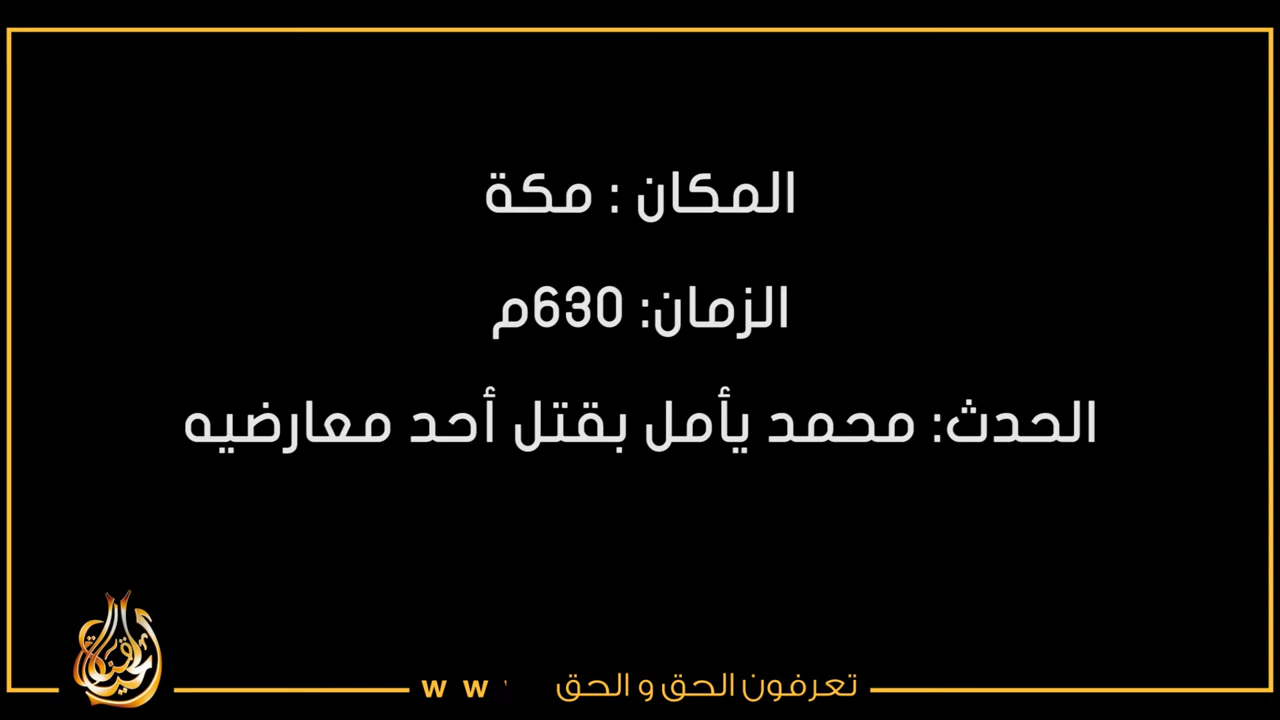 المكان : مكة
الزمان: 630م
الحدث: محمد يأمل بقتل أحد معارضيه
تعرفون الحق و الحق
w w